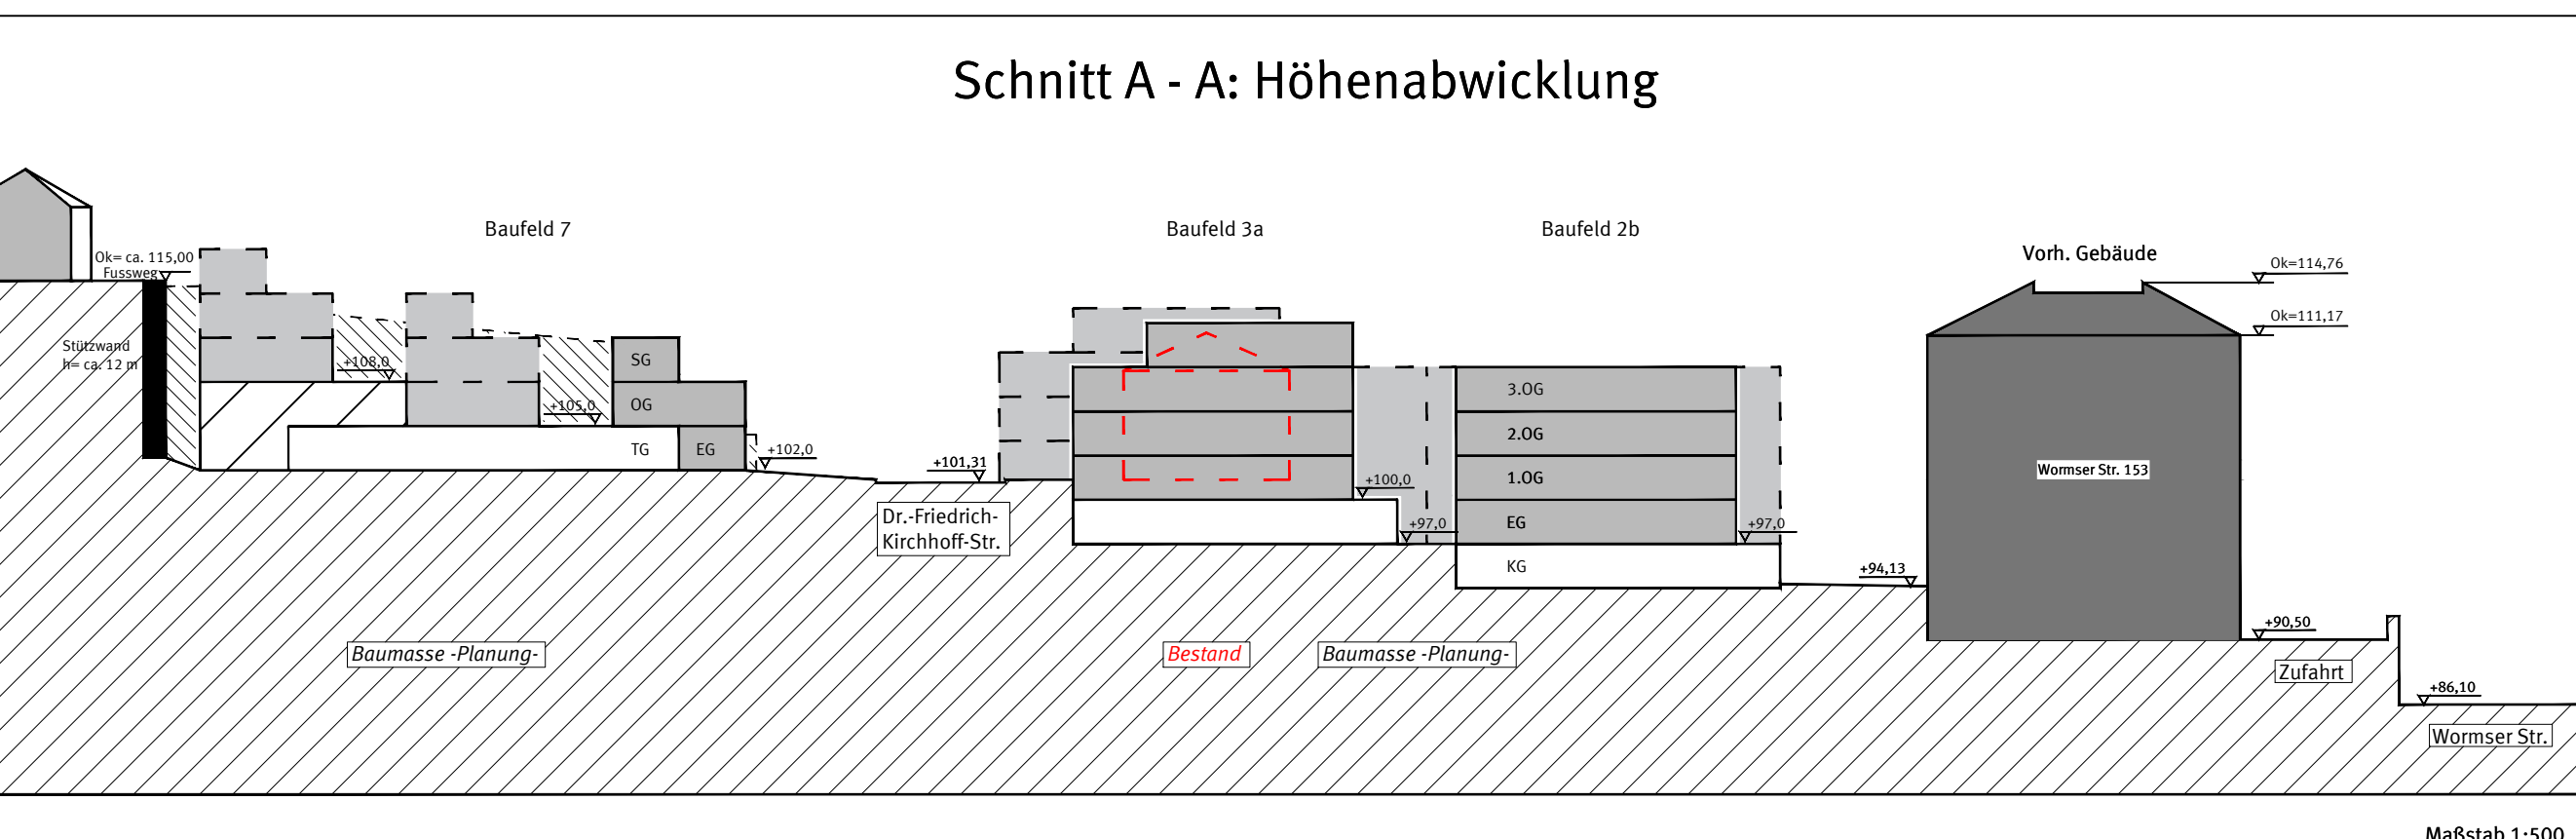 Schnitt A - A: Höhenabwicklung
Baufeld 7
Baufeld 3a
Baufeld 2b
Vorh. Gebäude
Ok= ca. 115,00
Fussweg
Ok=114,76
Ok=111,17
Stützwand
h= ca. 12 m
+108,0
SG
3.OG
+105,0
OG
2.OG
TG
EG
+102,0
+101,31
1.OG
Wormser Str. 153
+100,0
Dr.-Friedrich-
Kirchhoff-Str.
+97,0
EG
+97,0
KG
+94,13
+90,50
Baumasse -Planung-
Bestand
Baumasse -Planung-
Zufahrt
+86,10
Wormser Str.
Maßstab 1:500